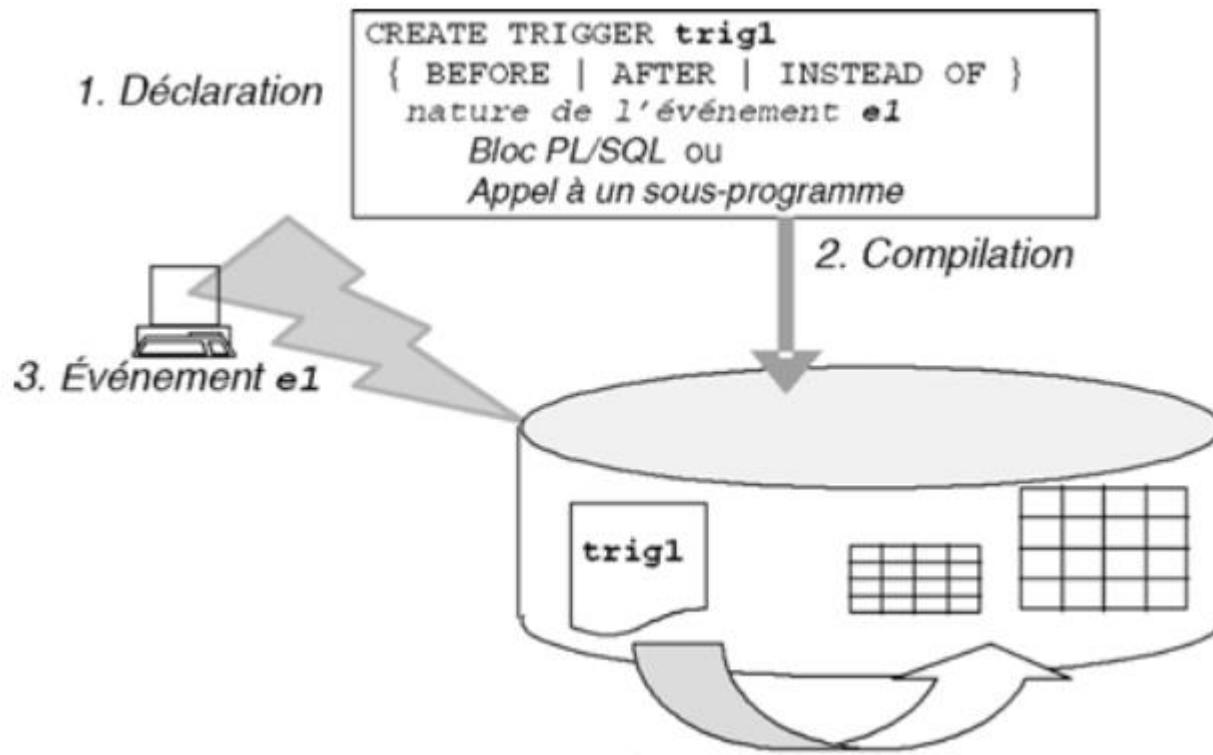 CREATE TRIGGER trig1
{ BEFORE | AFTER | INSTEAD OF }
nature de l'événement e1
Bloc PL/SQL ou
Appel à un sous-programme
1. Déclaration
2. Compilation
3. Événement e1
trig1